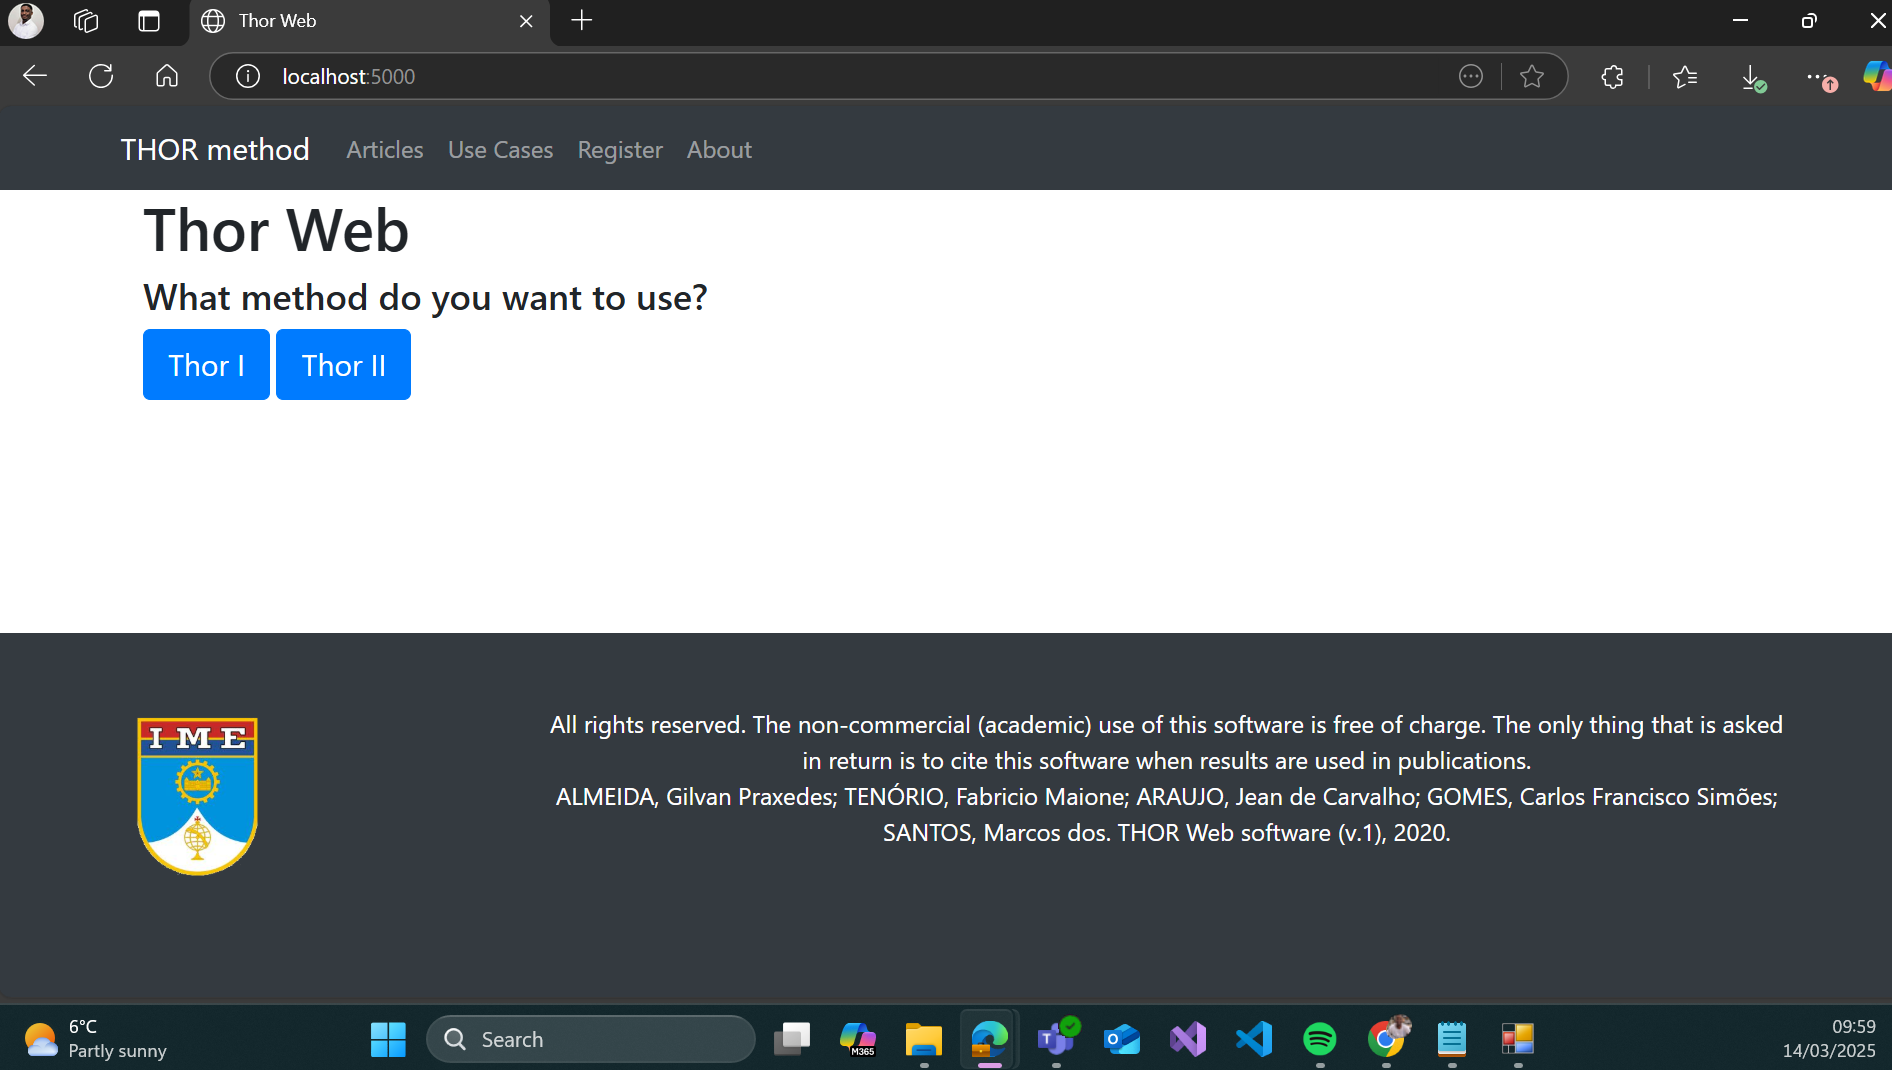 Thor Web
localhost:5000
THOR method Articles Use Cases Register About
Thor Web
What method do you want to use?
Thor I Thor II
I M E
All rights reserved. The non-commercial (academic) use of this software is free of charge. The only thing that is asked
in return is to cite this software when results are used in publications.
ALMEIDA, Gilvan Praxedes; TENÓRIO, Fabricio Maione; ARAUJO, Jean de Carvalho; GOMES, Carlos Francisco Simões;
SANTOS, Marcos dos. THOR Web software (v.1), 2020.
6°C
Partly sunny
Search
M365
09:59
14/03/2025